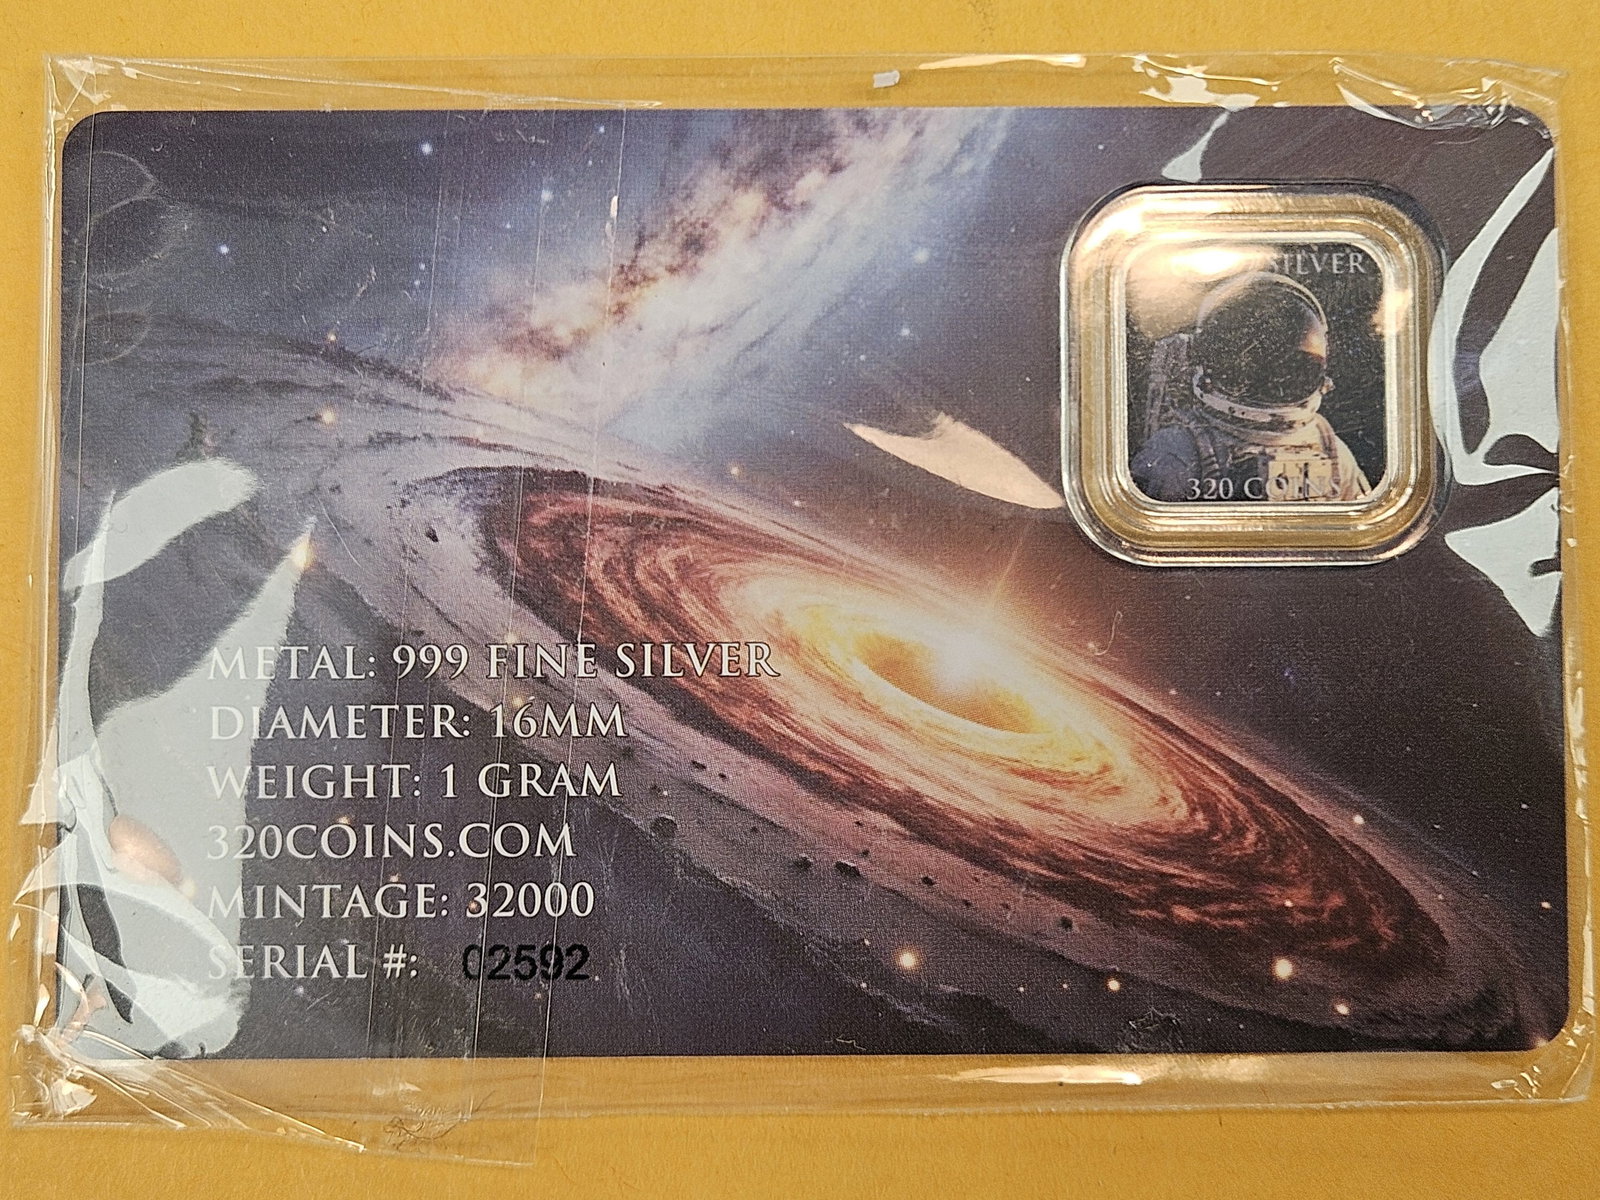 SILVER
320 COINS
METAL: 999 FINE SILVER
DIAMETER: 16MM
WEIGHT: 1 GRAM
320COINS.COM
MINTAGE: 32000
SERIAL #: 02592